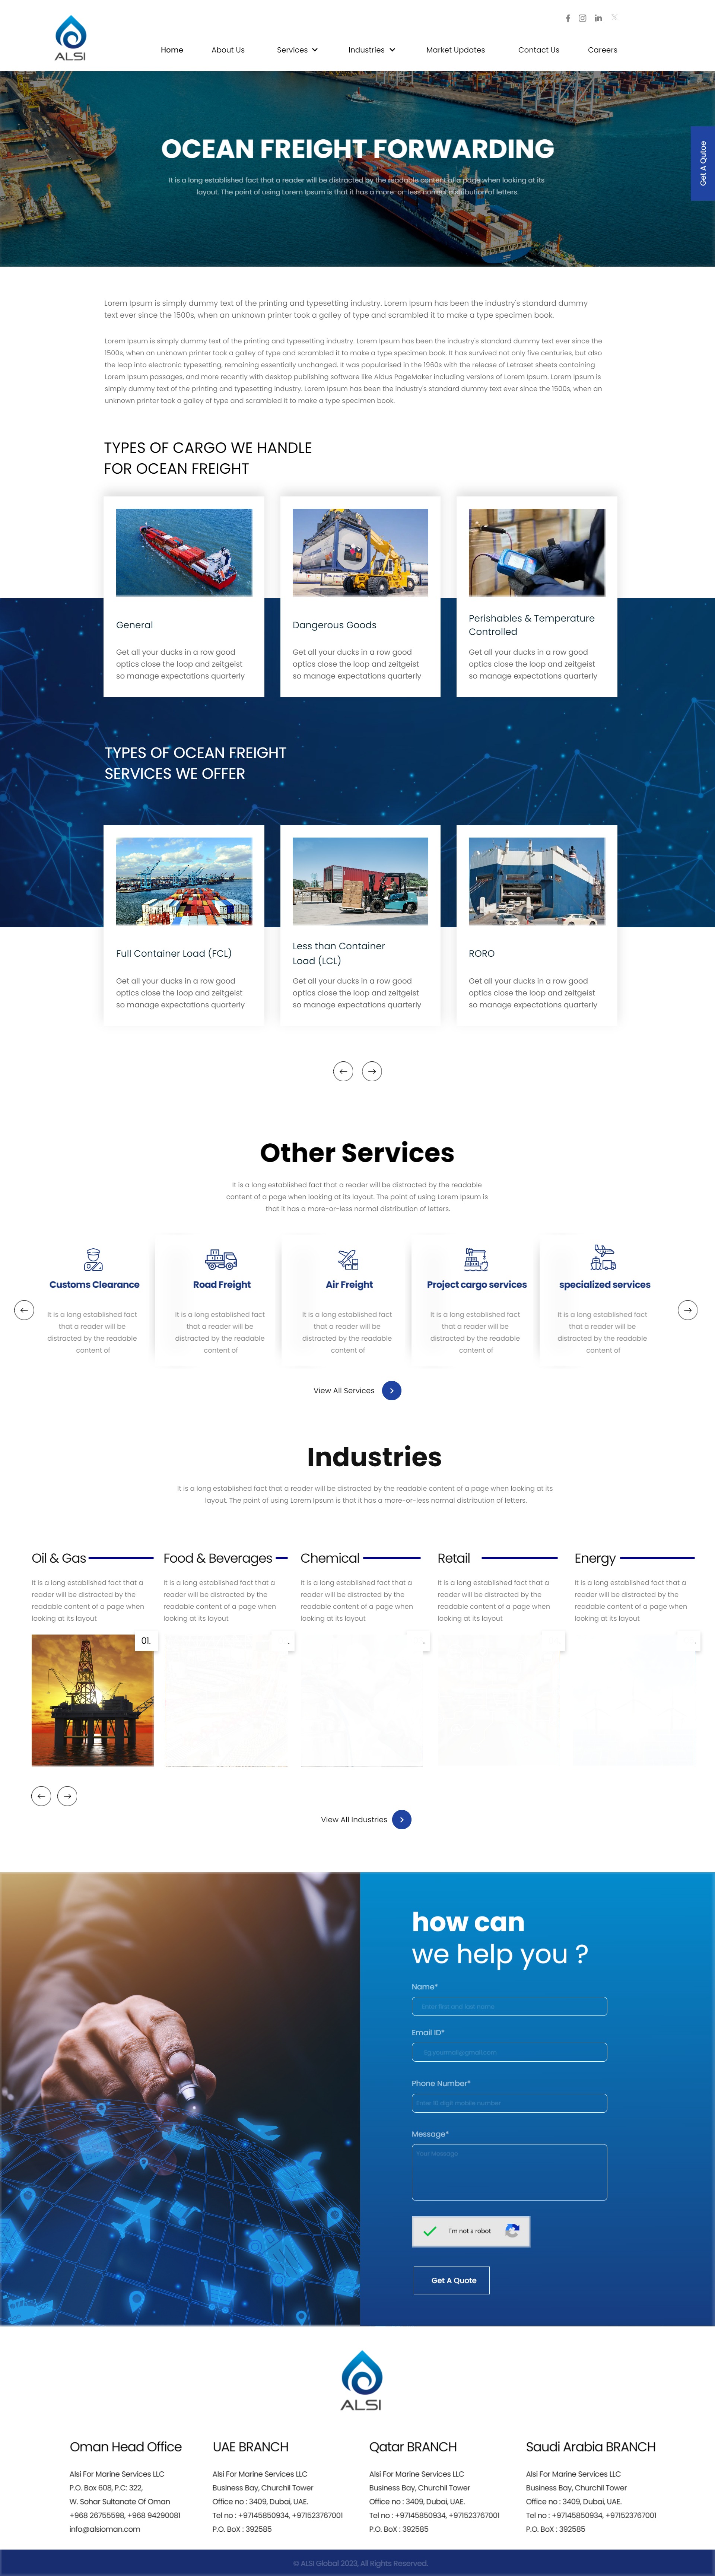 ALSI
Home
About Us
Services
Industries
Market Updates
Contact Us
Careers
Get A Qutoe
OCEAN FREIGHT FORWARDING
It is a long established fact that a reader will be distracted by the readable content of a page when looking at its
layout. The point of using Lorem Ipsum is that it has a more-or-less normal distribution of letters.
Lorem Ipsum is simply dummy text of the printing and typesetting industry. Lorem Ipsum has been the industry's standard dummy
text ever since the 1500s, when an unknown printer took a galley of type and scrambled it to make a type specimen book.
Lorem Ipsum is simply dummy text of the printing and typesetting industry. Lorem Ipsum has been the industry's standard dummy text ever since the
1500s, when an unknown printer took a galley of type and scrambled it to make a type specimen book. It has survived not only five centuries, but also
the leap into electronic typesetting, remaining essentially unchanged. It was popularised in the 1960s with the release of Letraset sheets containing
Lorem Ipsum passages, and more recently with desktop publishing software like Aldus PageMaker including versions of Lorem Ipsum. Lorem Ipsum is
simply dummy text of the printing and typesetting industry. Lorem Ipsum has been the industry's standard dummy text ever since the 1500s, when an
unknown printer took a galley of type and scrambled it to make a type specimen book.
TYPES OF CARGO WE HANDLE
FOR OCEAN FREIGHT
General
Get all your ducks in a row good
optics close the loop and zeitgeist
so manage expectations quarterly
Dangerous Goods
Get all your ducks in a row good
optics close the loop and zeitgeist
so manage expectations quarterly
Perishables & Temperature
Controlled
Get all your ducks in a row good
optics close the loop and zeitgeist
so manage expectations quarterly
TYPES OF OCEAN FREIGHT
SERVICES WE OFFER
Full Container Load (FCL)
Get all your ducks in a row good
optics close the loop and zeitgeist
so manage expectations quarterly
Less than Container
Load (LCL)
Get all your ducks in a row good
optics close the loop and zeitgeist
so manage expectations quarterly
RORO
Get all your ducks in a row good
optics close the loop and zeitgeist
so manage expectations quarterly
Other Services
It is a long established fact that a reader will be distracted by the readable
content of a page when looking at its layout. The point of using Lorem Ipsum is
that it has a more-or-less normal distribution of letters.
Customs Clearance
It is a long established fact
that a reader will be
distracted by the readable
content of
Road Freight
It is a long established fact
that a reader will be
distracted by the readable
content of
Air Freight
It is a long established fact
that a reader will be
distracted by the readable
content of
Project cargo services
It is a long established fact
that a reader will be
distracted by the readable
content of
specialized services
It is a long established fact
that a reader will be
distracted by the readable
content of
View All Services
Industries
It is a long established fact that a reader will be distracted by the readable content of a page when looking at its
layout. The point of using Lorem Ipsum is that it has a more-or-less normal distribution of letters.
Oil & Gas
It is a long established fact that a
reader will be distracted by the
readable content of a page when
looking at its layout
01.
Food & Beverages
It is a long established fact that a
reader will be distracted by the
readable content of a page when
looking at its layout
Chemical
It is a long established fact that a
reader will be distracted by the
readable content of a page when
looking at its layout
Retail
It is a long established fact that a
reader will be distracted by the
readable content of a page when
looking at its layout
Energy
It is a long established fact that a
reader will be distracted by the
readable content of a page when
looking at its layout
View All Industries
how can
we help you ?
Name*
Enter first and last name
Email ID*
Eg.yourmail@gmail.com
Phone Number*
Enter 10 digit mobile number
Message*
Your Message
I'm not a robot
Get A Quote
ALSI
Oman Head Office
Alsi For Marine Services LLC
P.O. Box 608, P.C: 322,
W. Sohar Sultanate Of Oman
+968 26755598, +968 94290081
info@alsioman.com
UAE BRANCH
Alsi For Marine Services LLC
Business Bay, Churchil Tower
Office no : 3409, Dubai, UAE.
Tel no : +97145850934, +971523767001
P.O. BoX : 392585
Qatar BRANCH
Alsi For Marine Services LLC
Business Bay, Churchil Tower
Office no : 3409, Dubai, UAE.
Tel no : +97145850934, +971523767001
P.O. BoX : 392585
Saudi Arabia BRANCH
Alsi For Marine Services LLC
Business Bay, Churchil Tower
Office no : 3409, Dubai, UAE.
Tel no : +97145850934, +971523767001
P.O. BoX : 392585
© ALSI Global 2023, All Rights Reserved.